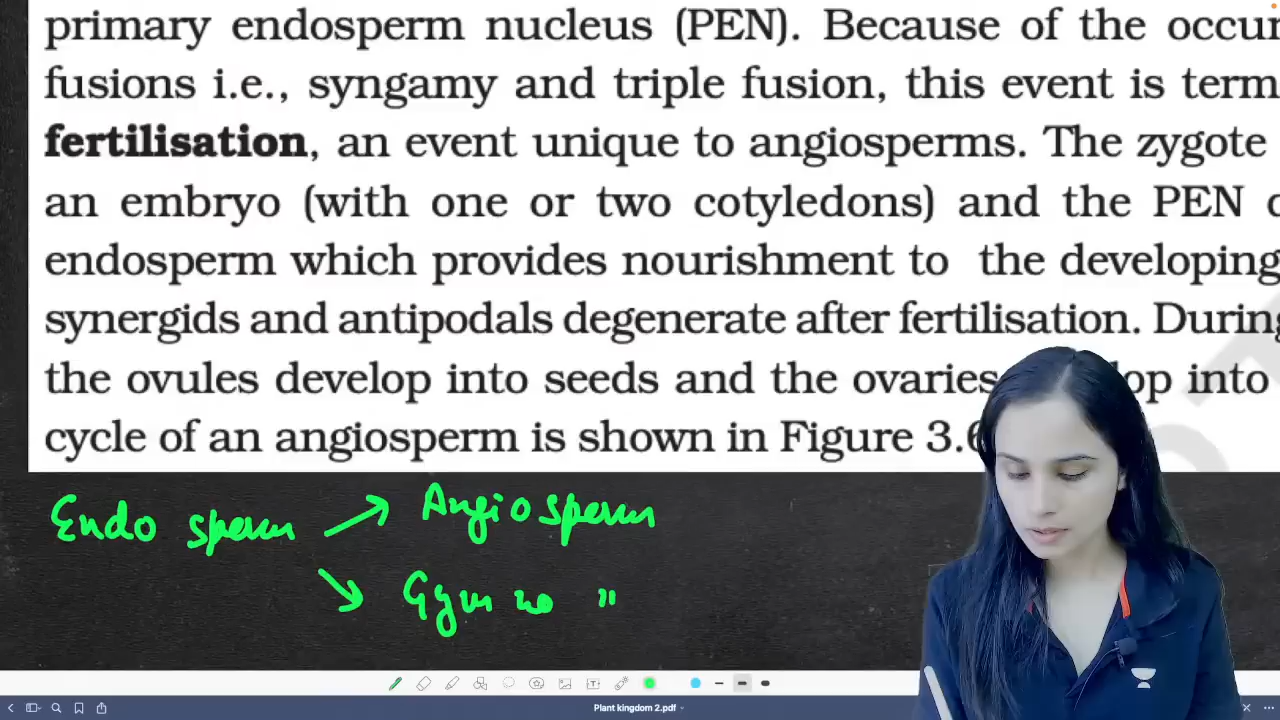 primary endosperm nucleus (PEN). Because of the occur
fusions i.e., syngamy and triple fusion, this event is term
fertilisation, an event unique to angiosperms. The zygote
an embryo (with one or two cotyledons) and the PEN
endosperm which provides nourishment to the developing
synergids and antipodals degenerate after fertilisation. During
the ovules develop into seeds and the ovaries op into
cycle of an angiosperm is shown in Figure 3.6
Endo sperm → Angiosperm
↘ Gymno "
Plant kingdom 2.pdf